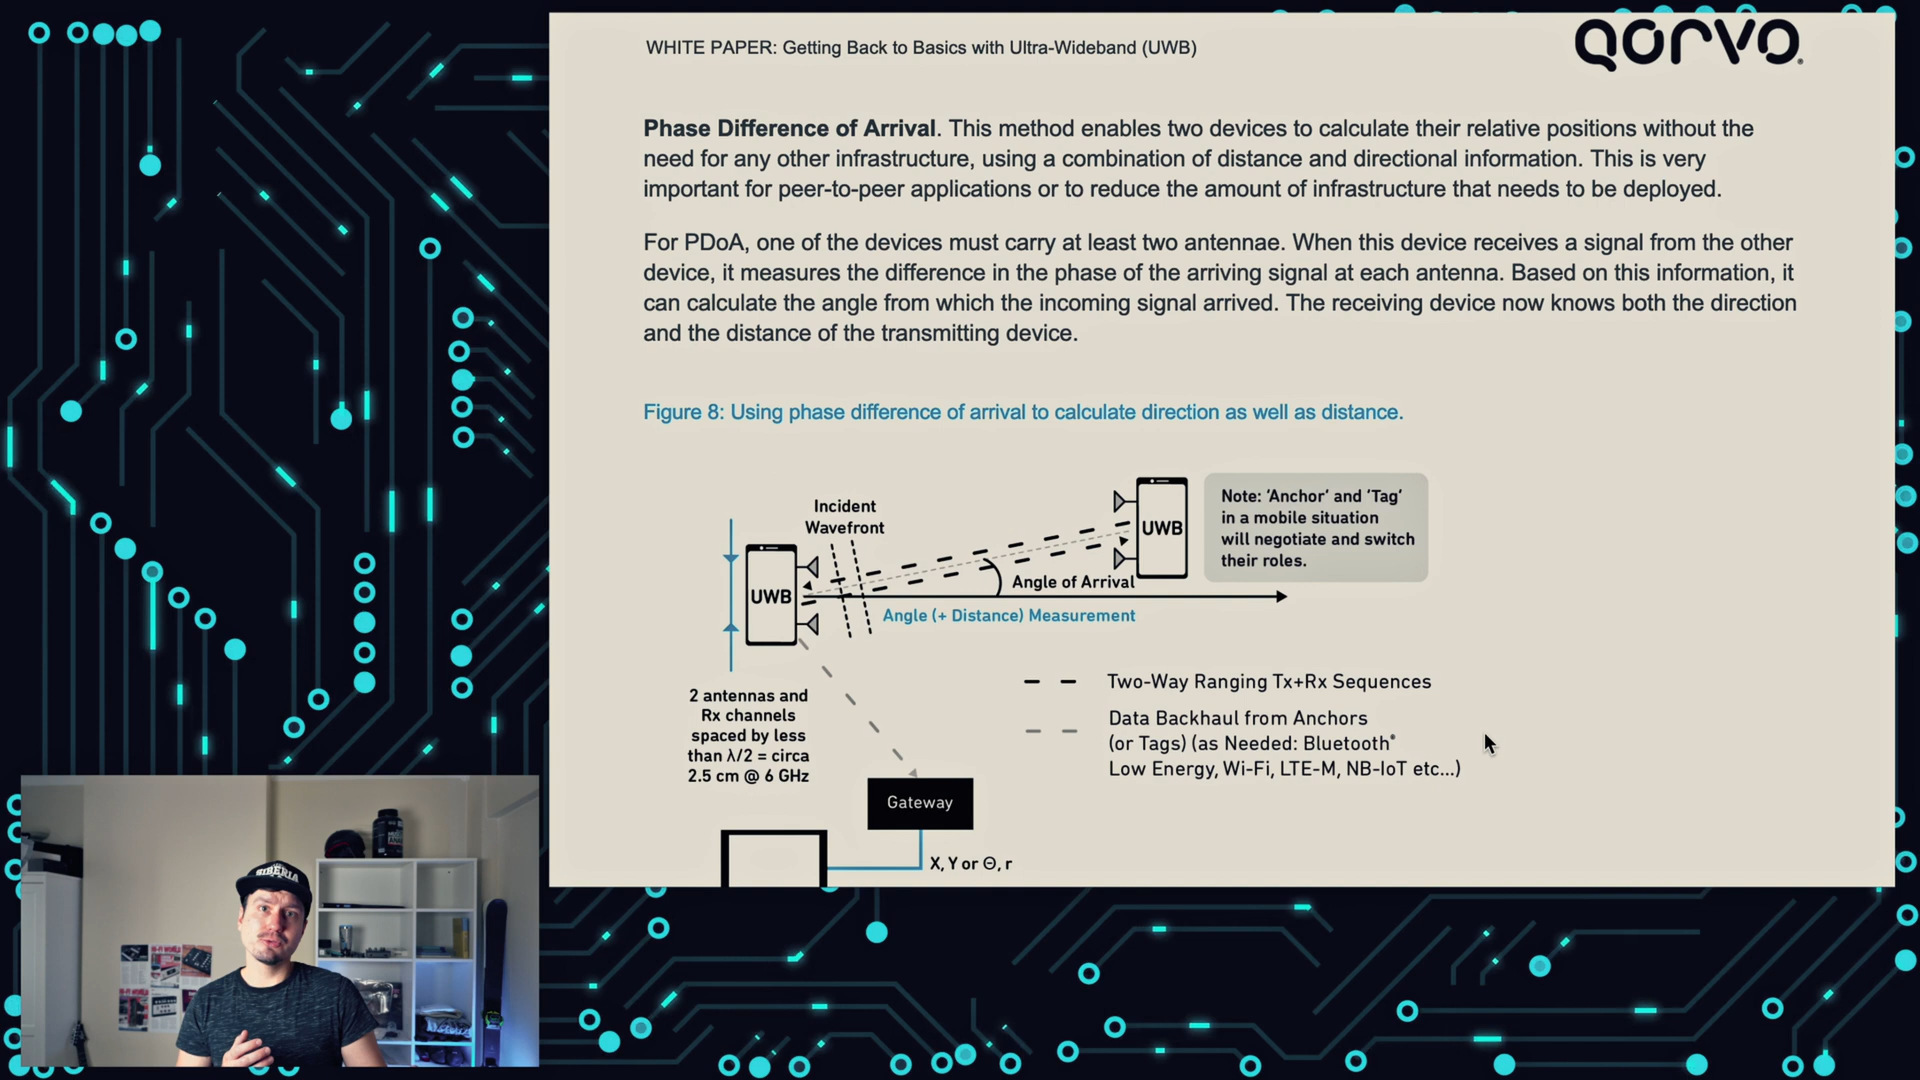 WHITE PAPER: Getting Back to Basics with Ultra-Wideband (UWB)
QORVO®
Phase Difference of Arrival. This method enables two devices to calculate their relative positions without the
need for any other infrastructure, using a combination of distance and directional information. This is very
important for peer-to-peer applications or to reduce the amount of infrastructure that needs to be deployed.
For PDoA, one of the devices must carry at least two antennae. When this device receives a signal from the other
device, it measures the difference in the phase of the arriving signal at each antenna. Based on this information, it
can calculate the angle from which the incoming signal arrived. The receiving device now knows both the direction
and the distance of the transmitting device.
Figure 8: Using phase difference of arrival to calculate direction as well as distance.
Incident
Wavefront
UWB
UWB
Note: ‘Anchor’ and ‘Tag’
in a mobile situation
will negotiate and switch
their roles.
Angle of Arrival
Angle (+ Distance) Measurement
2 antennas and
Rx channels
spaced by less
than λ/2 = circa
2.5 cm @ 6 GHz
Two-Way Ranging Tx+Rx Sequences
Data Backhaul from Anchors
(or Tags) (as Needed: Bluetooth®
Low Energy, Wi-Fi, LTE-M, NB-IoT etc...)
Gateway
X, Y or Θ, r
SIBERIA